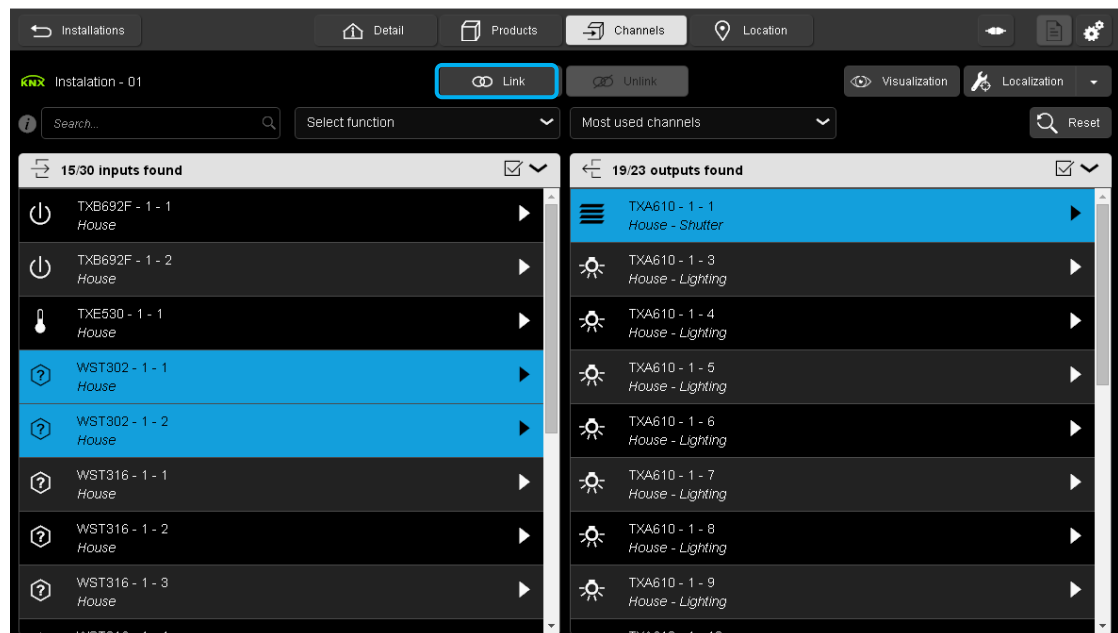 Installations
Detail
Products
Channels
Location
KNX Instalation - 01
Link
Unlink
Visualization
Localization
Search...
Select function
Most used channels
Reset
15/30 inputs found
TXB692F - 1 - 1
House
TXB692F - 1 - 2
House
TXE530 - 1 - 1
House
WST302 - 1 - 1
House
WST302 - 1 - 2
House
WST316 - 1 - 1
House
WST316 - 1 - 2
House
WST316 - 1 - 3
House
19/23 outputs found
TXA610 - 1 - 1
House - Shutter
TXA610 - 1 - 3
House - Lighting
TXA610 - 1 - 4
House - Lighting
TXA610 - 1 - 5
House - Lighting
TXA610 - 1 - 6
House - Lighting
TXA610 - 1 - 7
House - Lighting
TXA610 - 1 - 8
House - Lighting
TXA610 - 1 - 9
House - Lighting